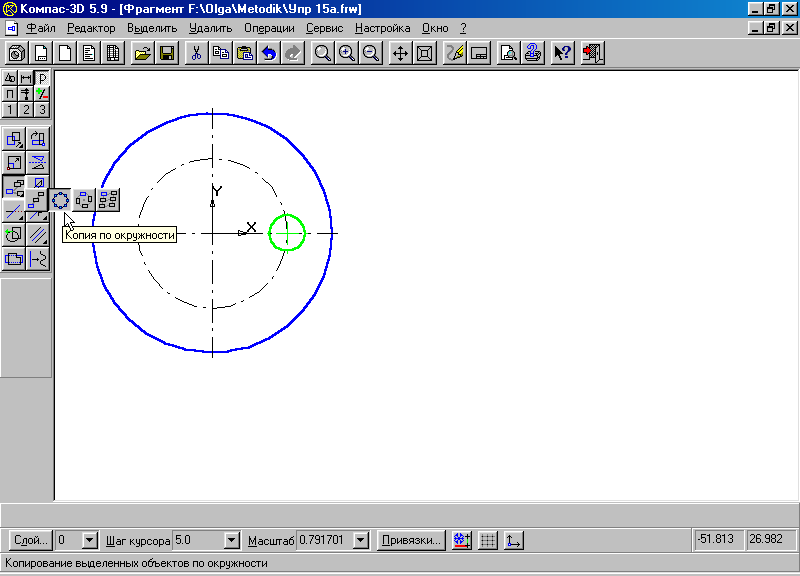 Компас-3D 5.9 - [Фрагмент F:\Olga\Metodik\Упр 15a.frw]
Файл Редактор Выделить Удалить Операции Сервис Настройка Окно ?
P
П
1 2 3
Y
X
Копия по окружности
Слой... 0 Шаг курсора 5.0 Масштаб 0.791701 Привязки... -51.813 26.982
Копирование выделенных объектов по окружности